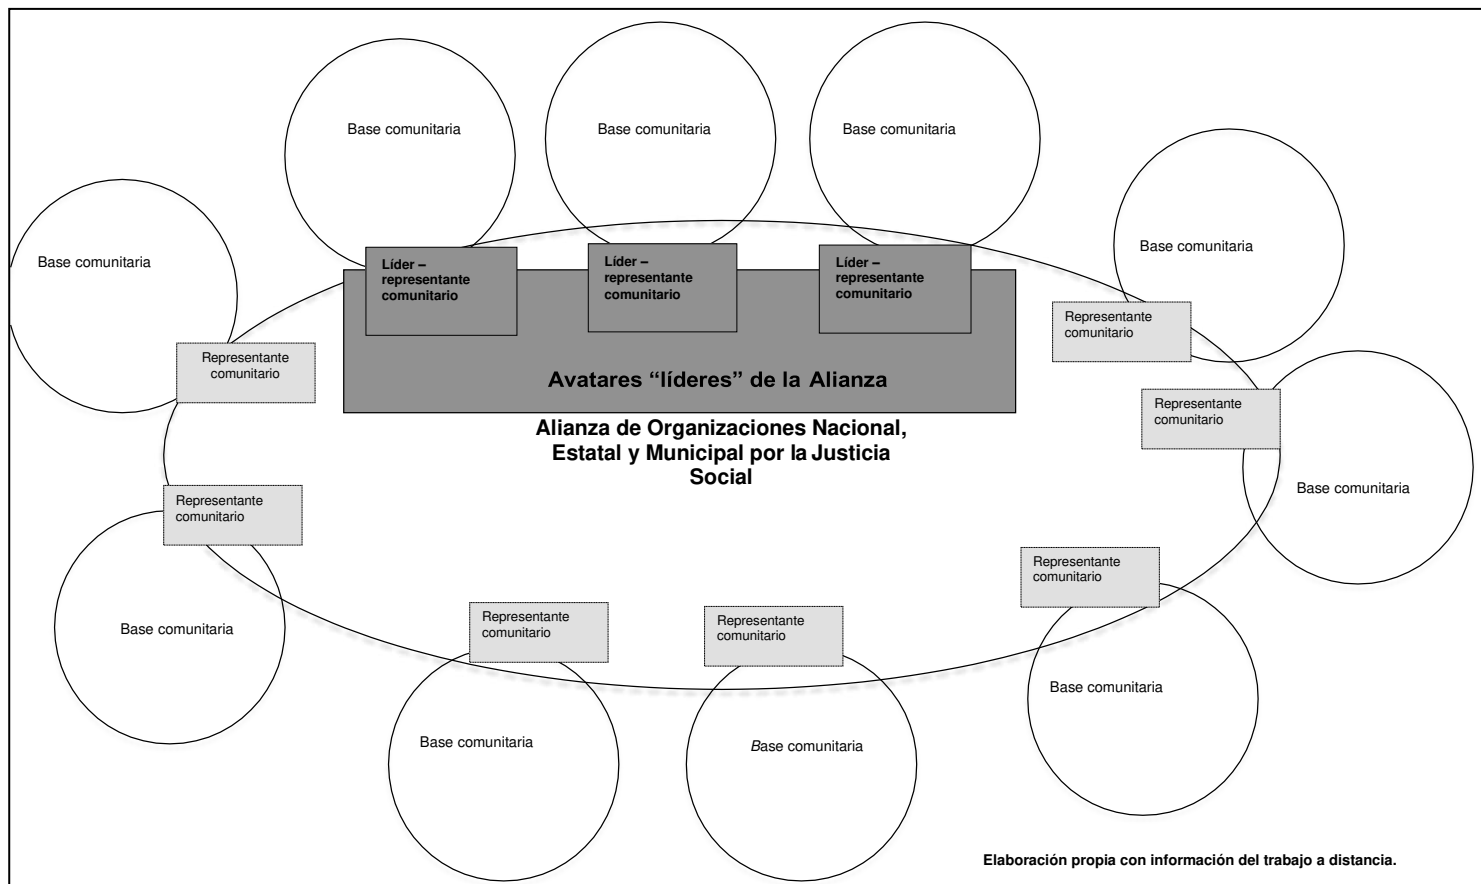 Base comunitaria
Base comunitaria
Base comunitaria
Base comunitaria
Base comunitaria
Líder –
representante
comunitario
Líder –
representante
comunitario
Líder –
representante
comunitario
Representante
comunitario
Representante
comunitario
Avatares “líderes” de la Alianza
Representante
comunitario
Alianza de Organizaciones Nacional,
Estatal y Municipal por la Justicia
Social
Base comunitaria
Representante
comunitario
Representante
comunitario
Base comunitaria
Representante
comunitario
Representante
comunitario
Base comunitaria
Base comunitaria
Base comunitaria
Elaboración propia con información del trabajo a distancia.